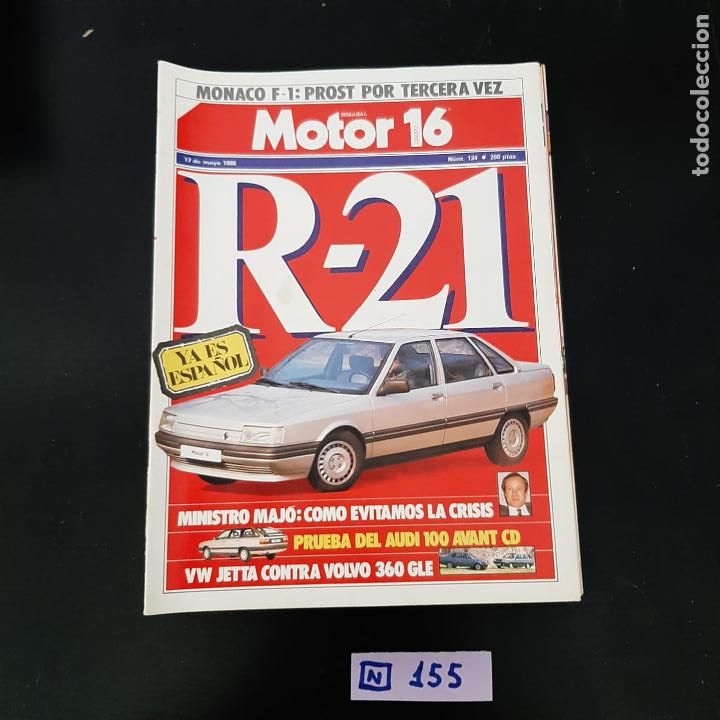 MONACO F-1: PROST POR TERCERA VEZ
SEMANAL
Motor 16
17 de mayo 1986
Núm. 134 200 ptas.
R-21
YA ES
ESPAÑOL
Motor 16
MINISTRO MAJÓ: COMO EVITAMOS LA CRISIS
PRUEBA DEL AUDI 100 AVANT CD
VW JETTA CONTRA VOLVO 360 GLE
N 155
todocoleccion